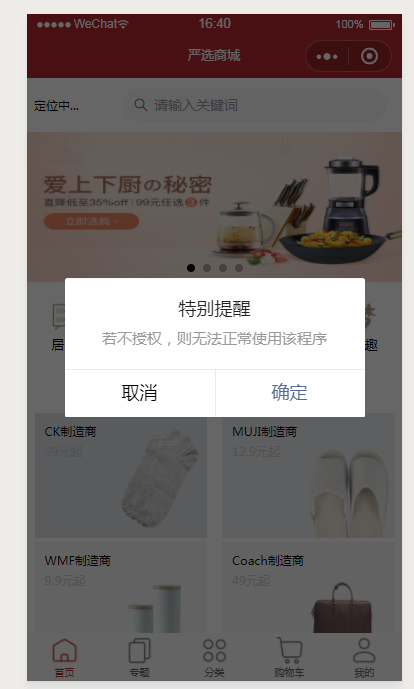 WeChat 16:40 100%
严选商城
定位中... 请输入关键词
爱上下厨の秘密
直降低至35%off | 99元任选3件
立即选购
特别提醒
若不授权，则无法正常使用该程序
居 趣
取消 确定
CK制造商 MUJI制造商
39元起 12.9元起
WMF制造商 Coach制造商
9.9元起 49元起
首页 专题 分类 购物车 我的